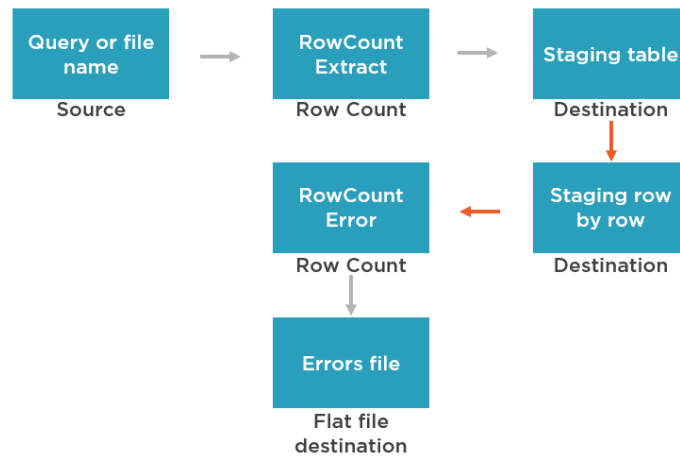 Query or file
name
Source
RowCount
Extract
Row Count
Staging table
Destination
RowCount
Error
Row Count
Staging row
by row
Destination
Errors file
Flat file
destination